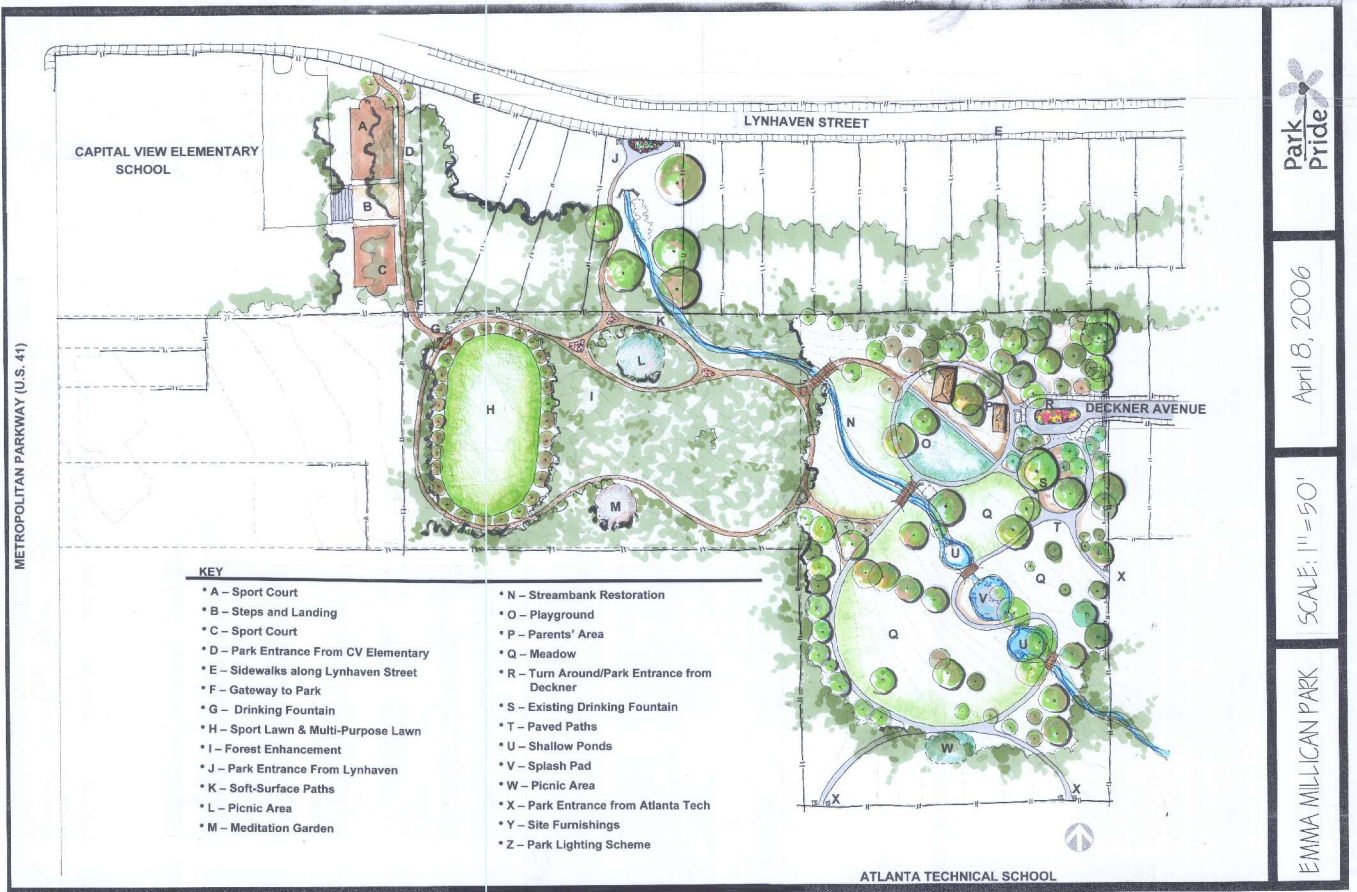 LYNHAVEN STREET
E
E
CAPITAL VIEW ELEMENTARY
SCHOOL
A
D
B
C
F
J
G
K
L
H
I
M
N
O
P
R
DECKNER AVENUE
S
Q
T
U
Q
X
V
Q
U
W
X
X
METROPOLITAN PARKWAY (U.S. 41)
KEY
• A – Sport Court
• B – Steps and Landing
• C – Sport Court
• D – Park Entrance From CV Elementary
• E – Sidewalks along Lynhaven Street
• F – Gateway to Park
• G – Drinking Fountain
• H – Sport Lawn & Multi-Purpose Lawn
• I – Forest Enhancement
• J – Park Entrance From Lynhaven
• K – Soft-Surface Paths
• L – Picnic Area
• M – Meditation Garden
• N – Streambank Restoration
• O – Playground
• P – Parents' Area
• Q – Meadow
• R – Turn Around/Park Entrance from
Deckner
• S – Existing Drinking Fountain
• T – Paved Paths
• U – Shallow Ponds
• V – Splash Pad
• W – Picnic Area
• X – Park Entrance from Atlanta Tech
• Y – Site Furnishings
• Z – Park Lighting Scheme
ATLANTA TECHNICAL SCHOOL
Park
Pride
April 8, 2006
SCALE: 1" = 50'
EMMA MILLICAN PARK